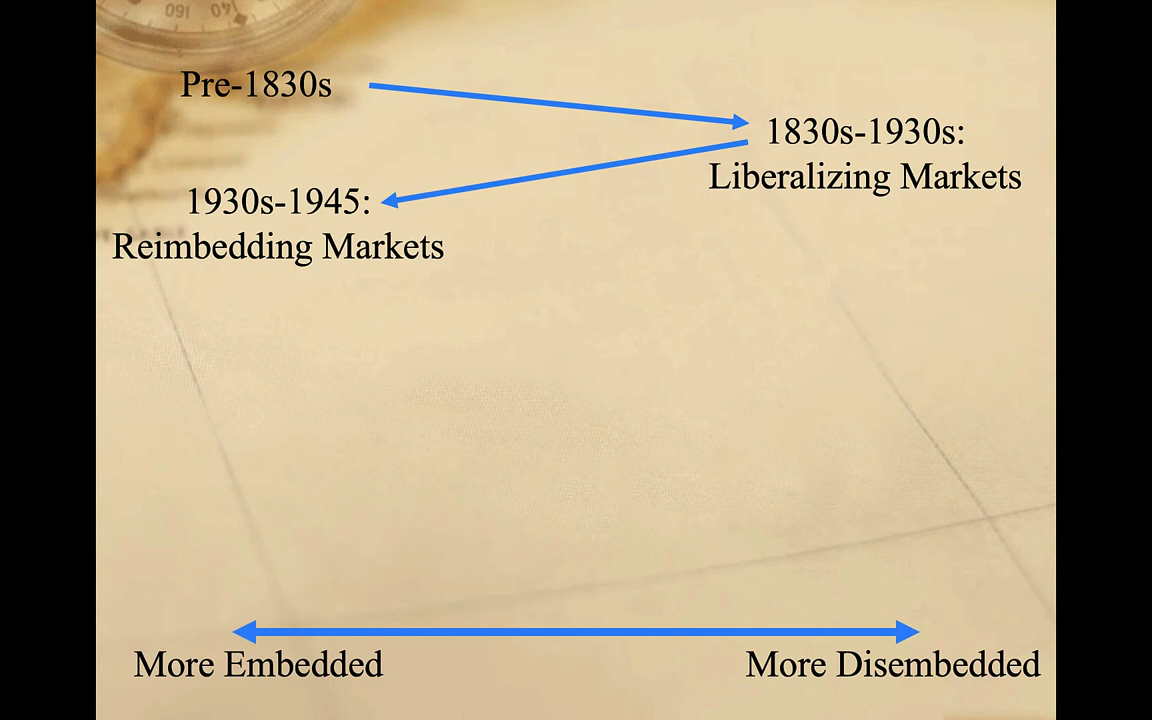 Pre-1830s
1830s-1930s:
Liberalizing Markets
1930s-1945:
Reimbedding Markets
More Embedded
More Disembedded